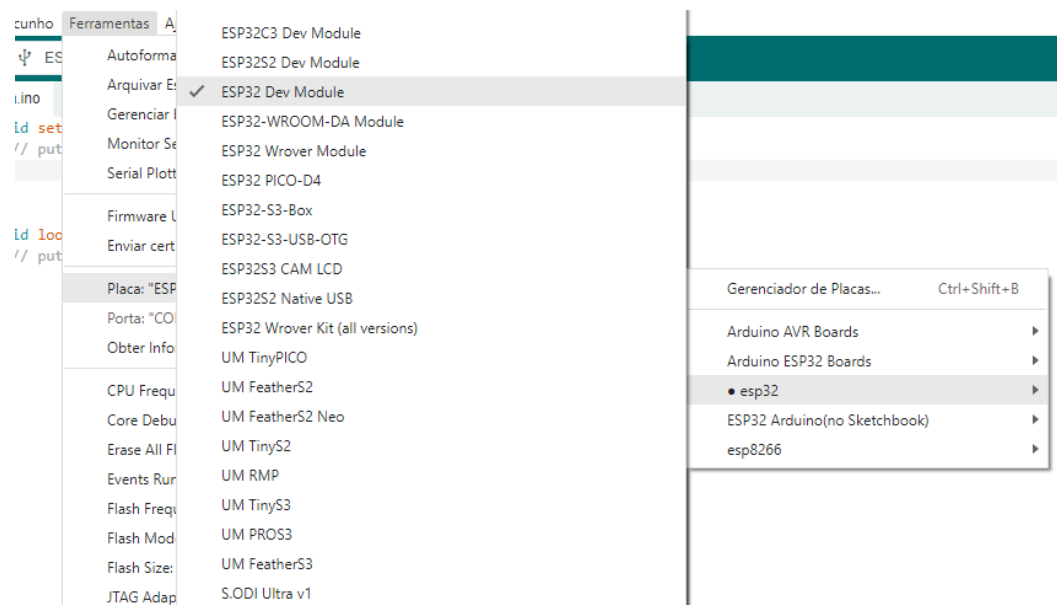 cunho Ferramentas
ES
.ino
id set
// put
id loo
// put
Autoforma
Arquivar Es
Gerenciar
Monitor Se
Serial Plott
Firmware U
Enviar cert
Placa: "ESP
Porta: "CO
Obter Info
CPU Frequ
Core Debu
Erase All Fl
Events Run
Flash Frequ
Flash Mod
Flash Size:
JTAG Adap
ESP32C3 Dev Module
ESP32S2 Dev Module
ESP32 Dev Module
ESP32-WROOM-DA Module
ESP32 Wrover Module
ESP32 PICO-D4
ESP32-S3-Box
ESP32-S3-USB-OTG
ESP32S3 CAM LCD
ESP32S2 Native USB
ESP32 Wrover Kit (all versions)
UM TinyPICO
UM FeatherS2
UM FeatherS2 Neo
UM TinyS2
UM RMP
UM TinyS3
UM PROS3
UM FeatherS3
S.ODI Ultra v1
Gerenciador de Placas... Ctrl+Shift+B
Arduino AVR Boards
Arduino ESP32 Boards
● esp32
ESP32 Arduino(no Sketchbook)
esp8266